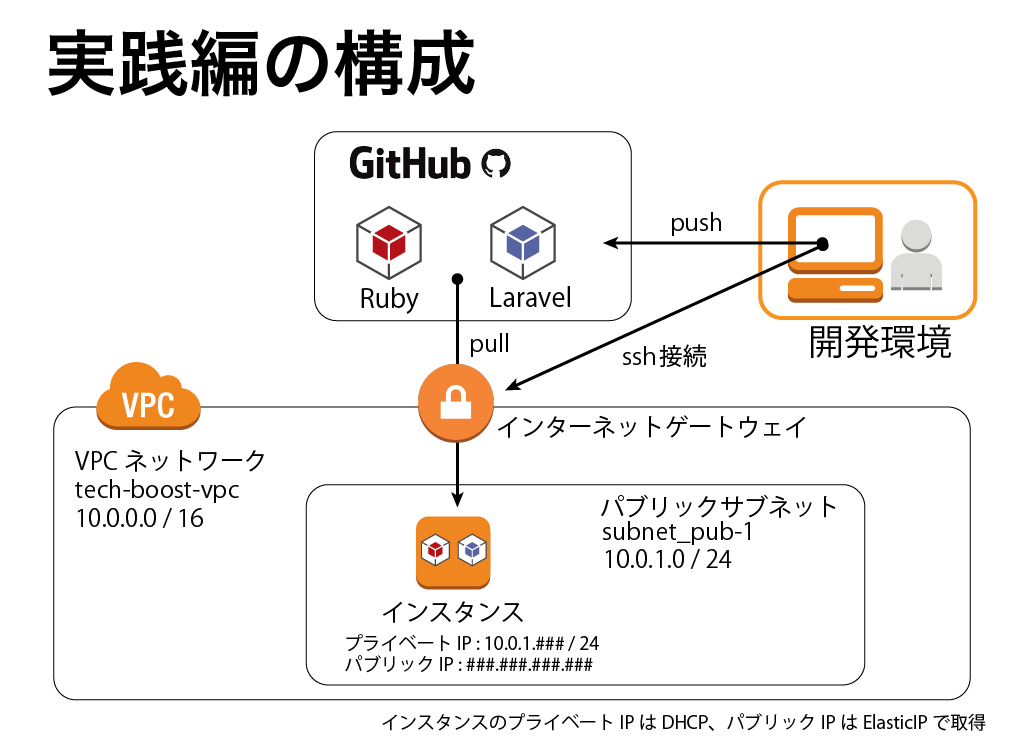 実践編の構成
GitHub
Ruby
Laravel
push
開発環境
pull
ssh接続
VPC
インターネットゲートウェイ
VPC ネットワーク
tech-boost-vpc
10.0.0.0 / 16
パブリックサブネット
subnet_pub-1
10.0.1.0 / 24
インスタンス
プライベート IP : 10.0.1.### / 24
パブリック IP : ###.###.###.###
インスタンスのプライベート IP は DHCP、パブリック IP は ElasticIP で取得